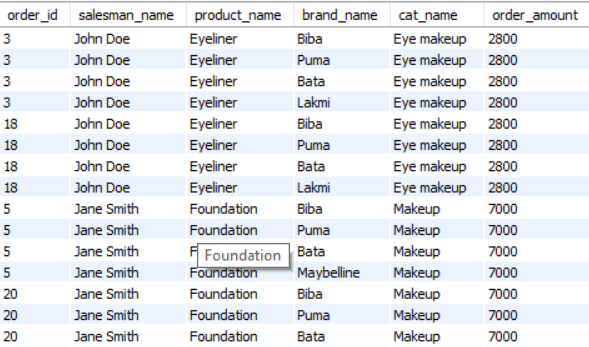 order_id salesman_name product_name brand_name cat_name order_amount
3 John Doe Eyeliner Biba Eye makeup 2800
3 John Doe Eyeliner Puma Eye makeup 2800
3 John Doe Eyeliner Bata Eye makeup 2800
3 John Doe Eyeliner Lakmi Eye makeup 2800
18 John Doe Eyeliner Biba Eye makeup 2800
18 John Doe Eyeliner Puma Eye makeup 2800
18 John Doe Eyeliner Bata Eye makeup 2800
18 John Doe Eyeliner Lakmi Eye makeup 2800
5 Jane Smith Foundation Biba Makeup 7000
5 Jane Smith Foundation Puma Makeup 7000
5 Jane Smith F Foundation Bata Makeup 7000
5 Jane Smith Foundation Maybelline Makeup 7000
20 Jane Smith Foundation Biba Makeup 7000
20 Jane Smith Foundation Puma Makeup 7000
20 Jane Smith Foundation Bata Makeup 7000